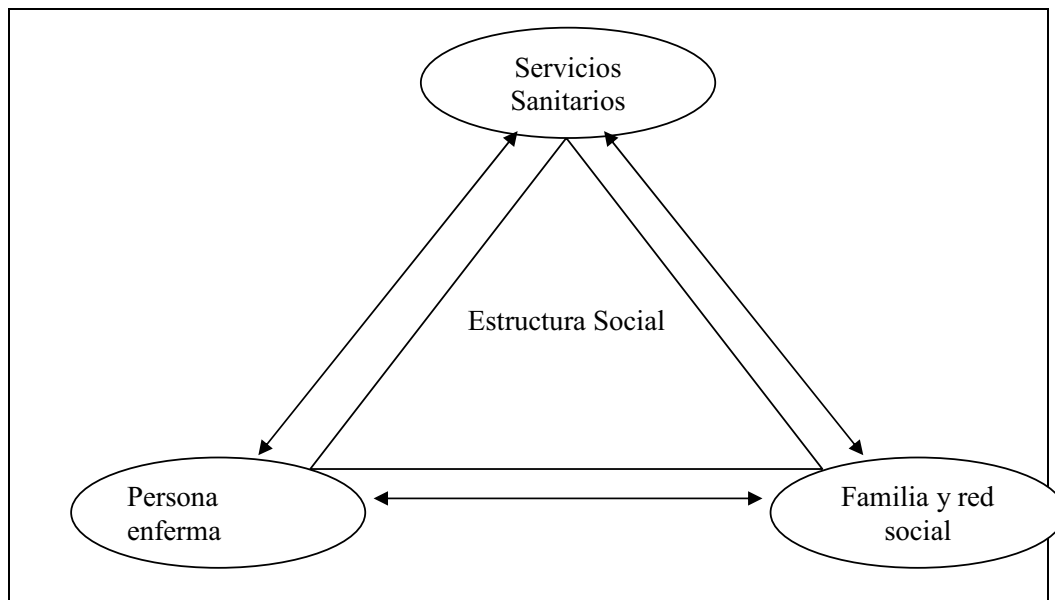 Servicios
Sanitarios
Estructura Social
Persona
enferma
Familia y red
social